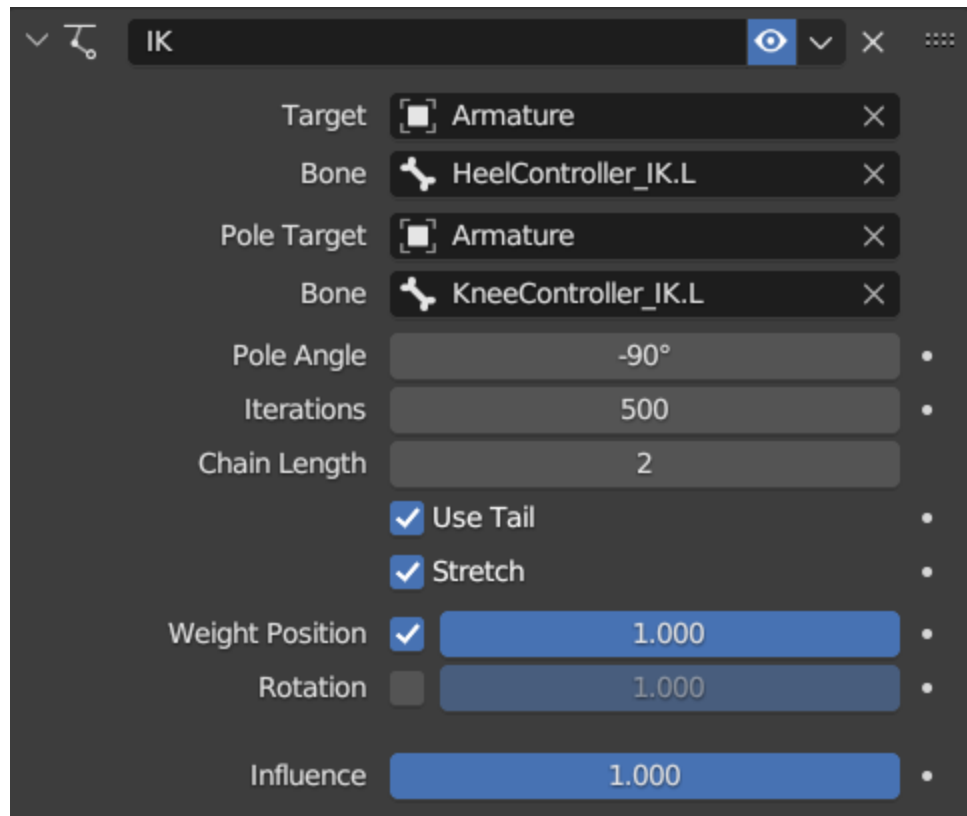 IK
Target Armature
Bone HeelController_IK.L
Pole Target Armature
Bone KneeController_IK.L
Pole Angle -90°
Iterations 500
Chain Length 2
Use Tail
Stretch
Weight Position 1.000
Rotation 1.000
Influence 1.000